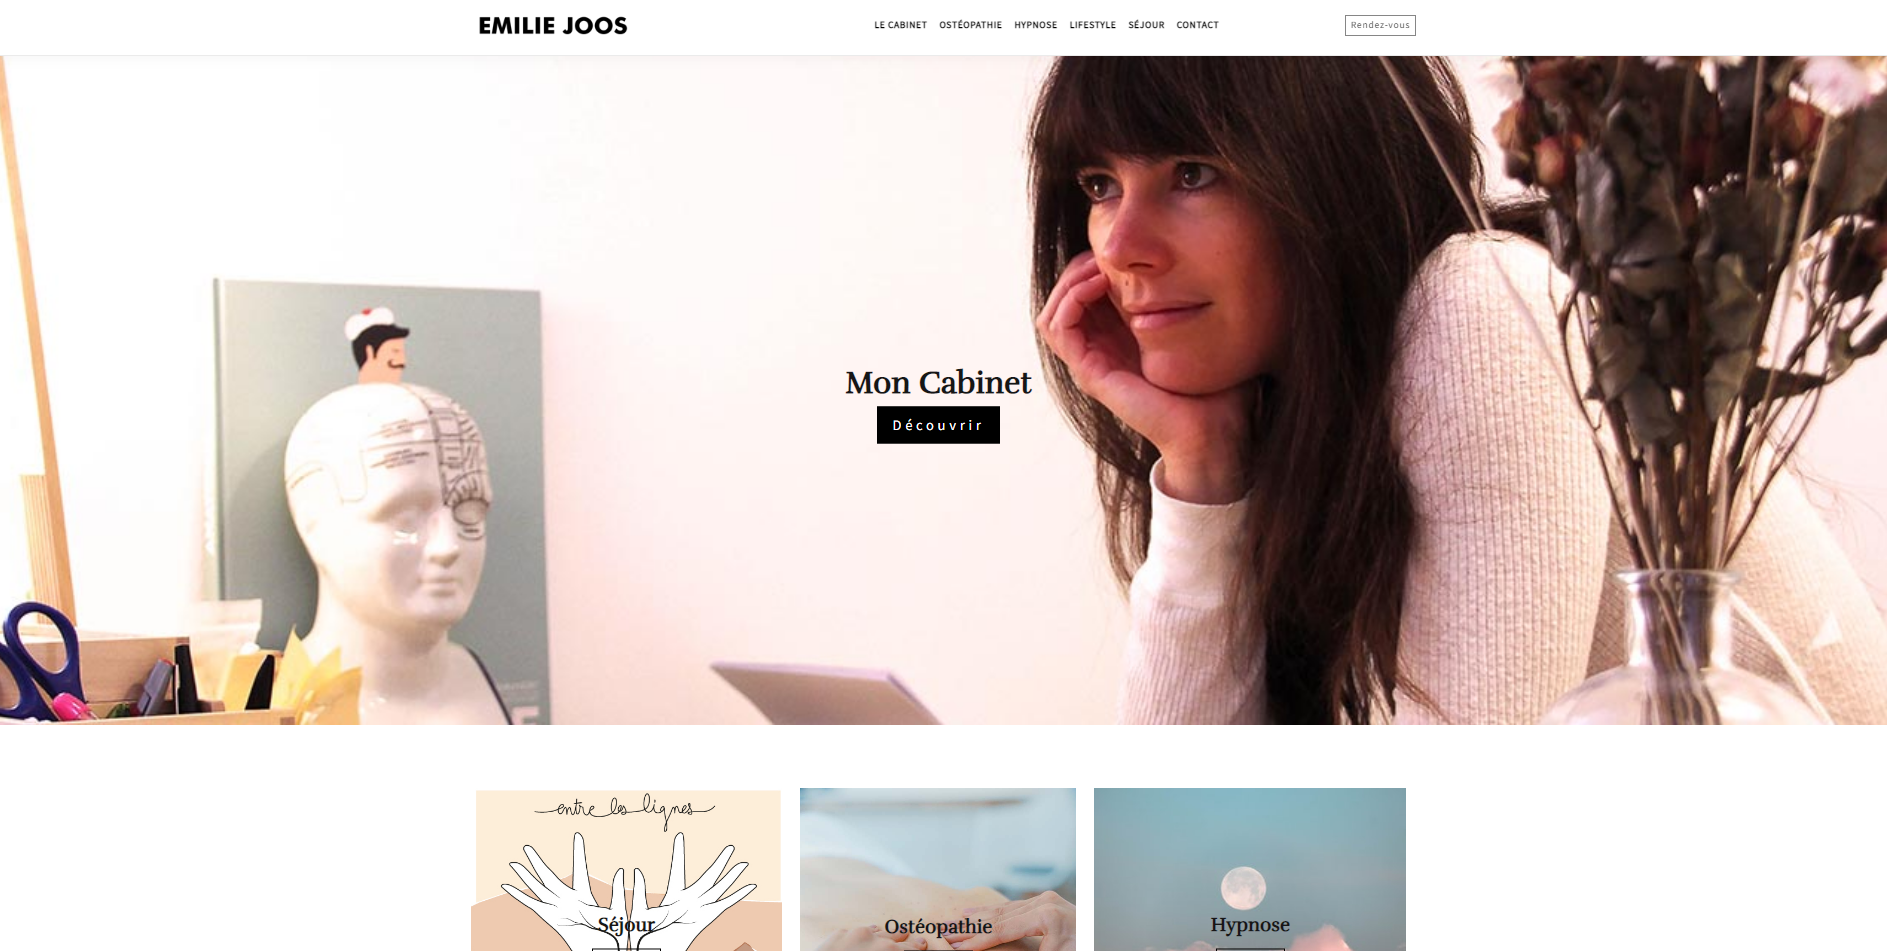 EMILIE JOOS
LE CABINET OSTÉOPATHIE HYPNOSE LIFESTYLE SÉJOUR CONTACT
Rendez-vous
Mon Cabinet
Découvrir
entre les lignes
Séjour
Ostéopathie
Hypnose